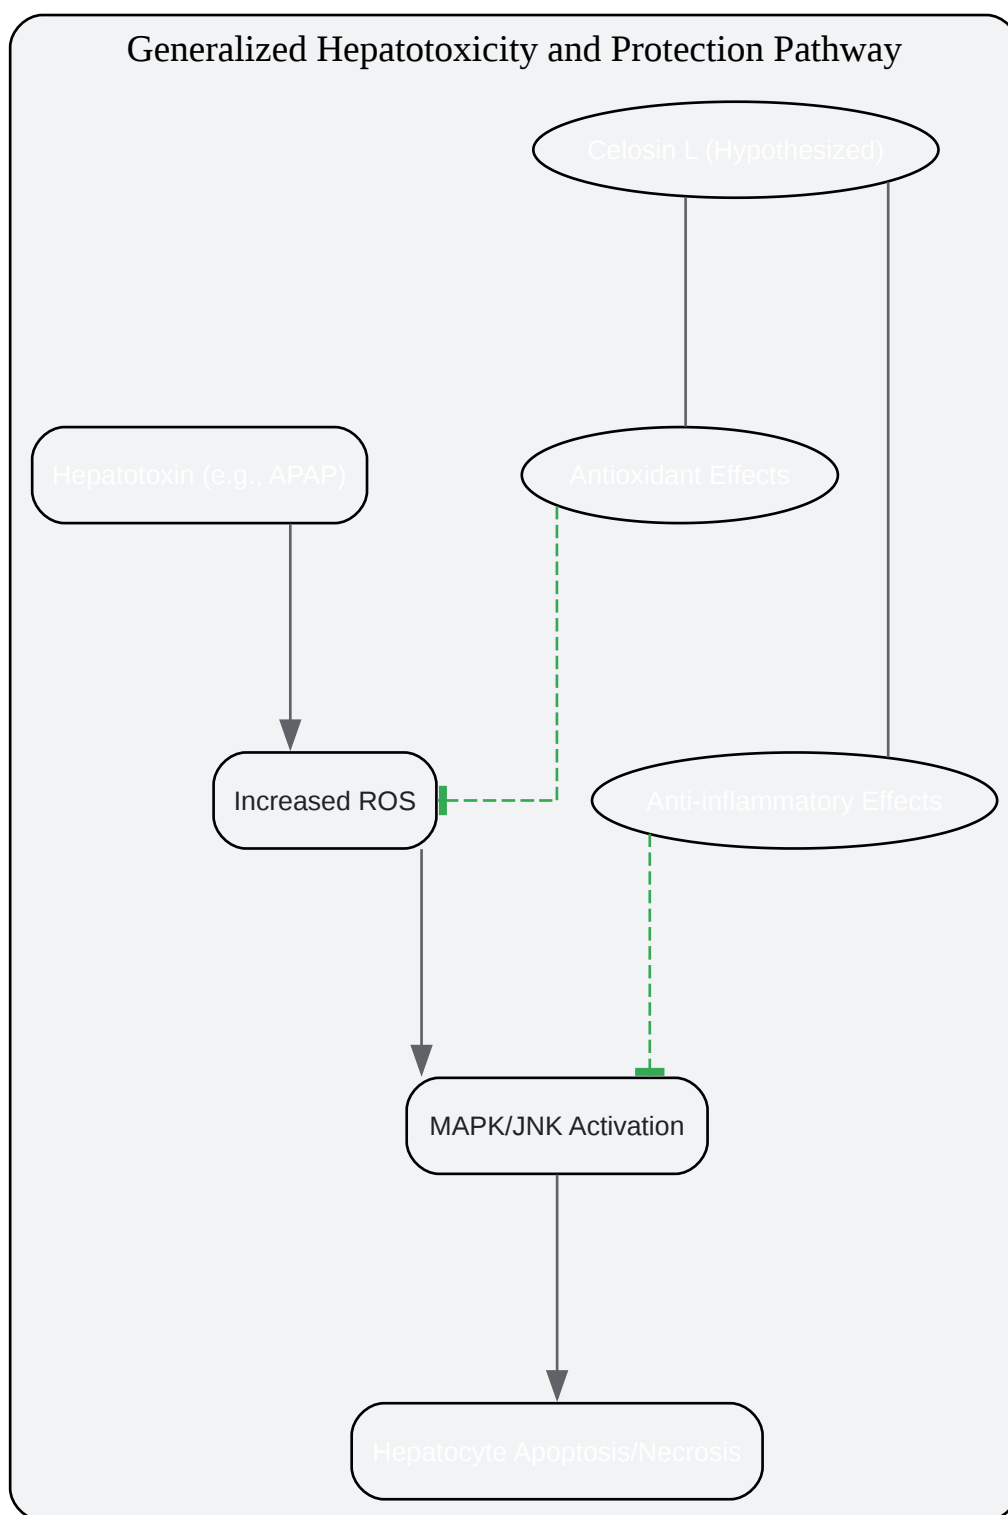 Generalized Hepatotoxicity and Protection Pathway
Celosin L (Hypothesized)
Hepatotoxin (e.g., APAP)
Antioxidant Effects
Increased ROS
Anti-inflammatory Effects
MAPK/JNK Activation
Hepatocyte Apoptosis/Necrosis